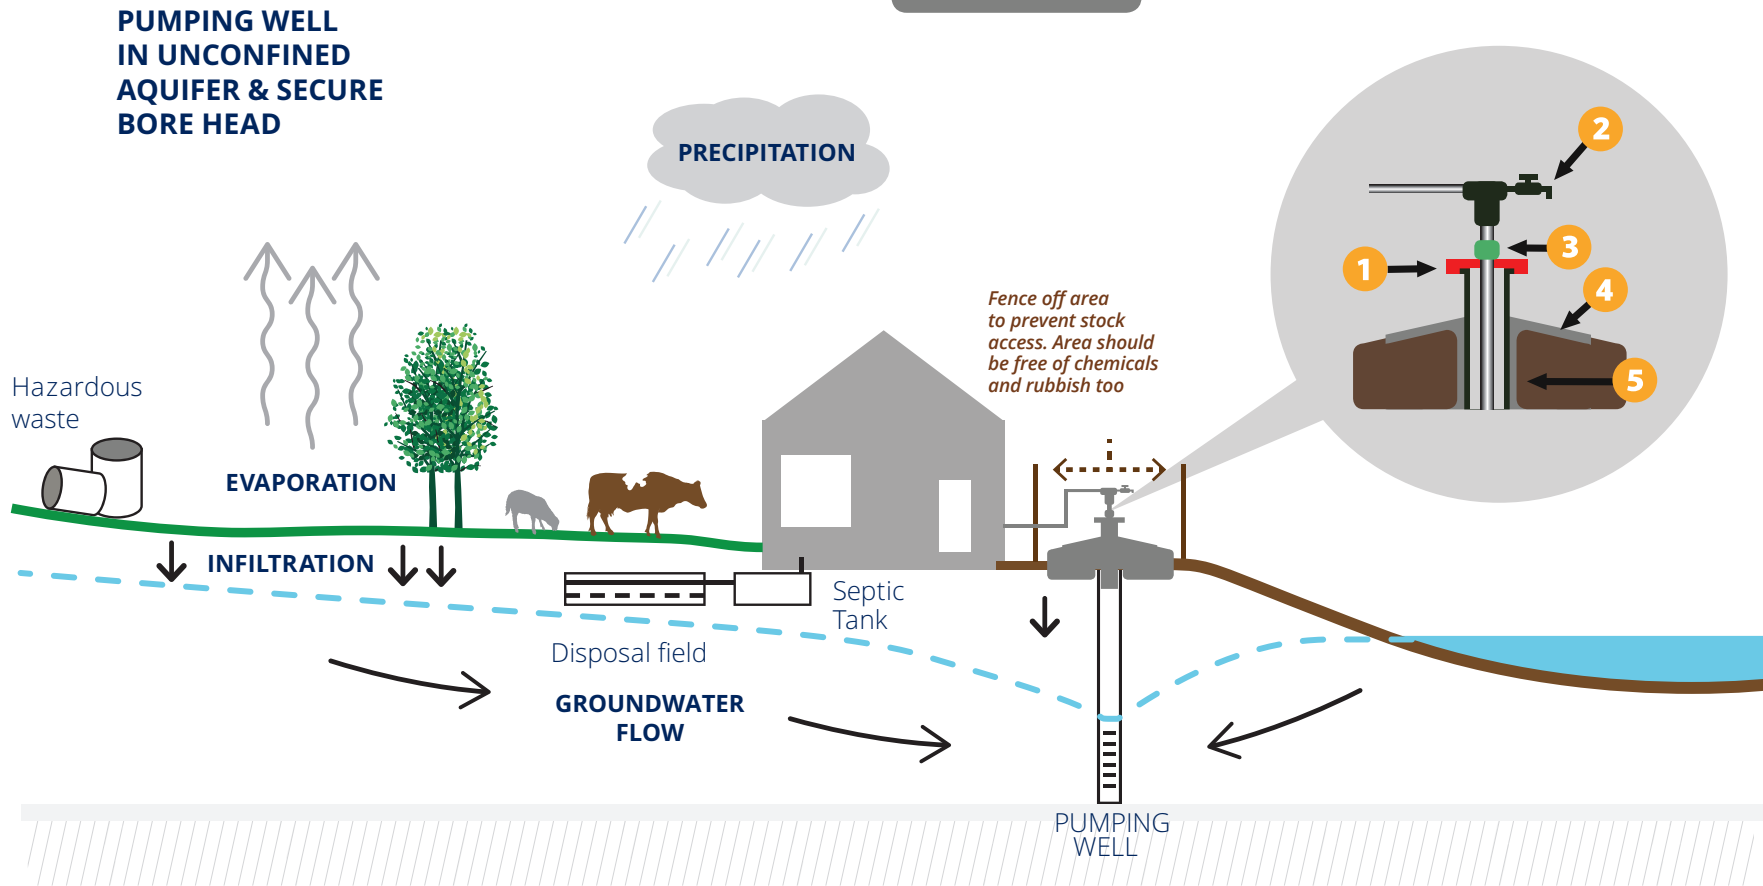 PUMPING WELL
IN UNCONFINED
AQUIFER & SECURE
BORE HEAD
PRECIPITATION
2
3
1
4
5
Fence off area
to prevent stock
access. Area should
be free of chemicals
and rubbish too
Hazardous
waste
EVAPORATION
INFILTRATION
Septic
Tank
Disposal field
GROUNDWATER
FLOW
PUMPING
WELL